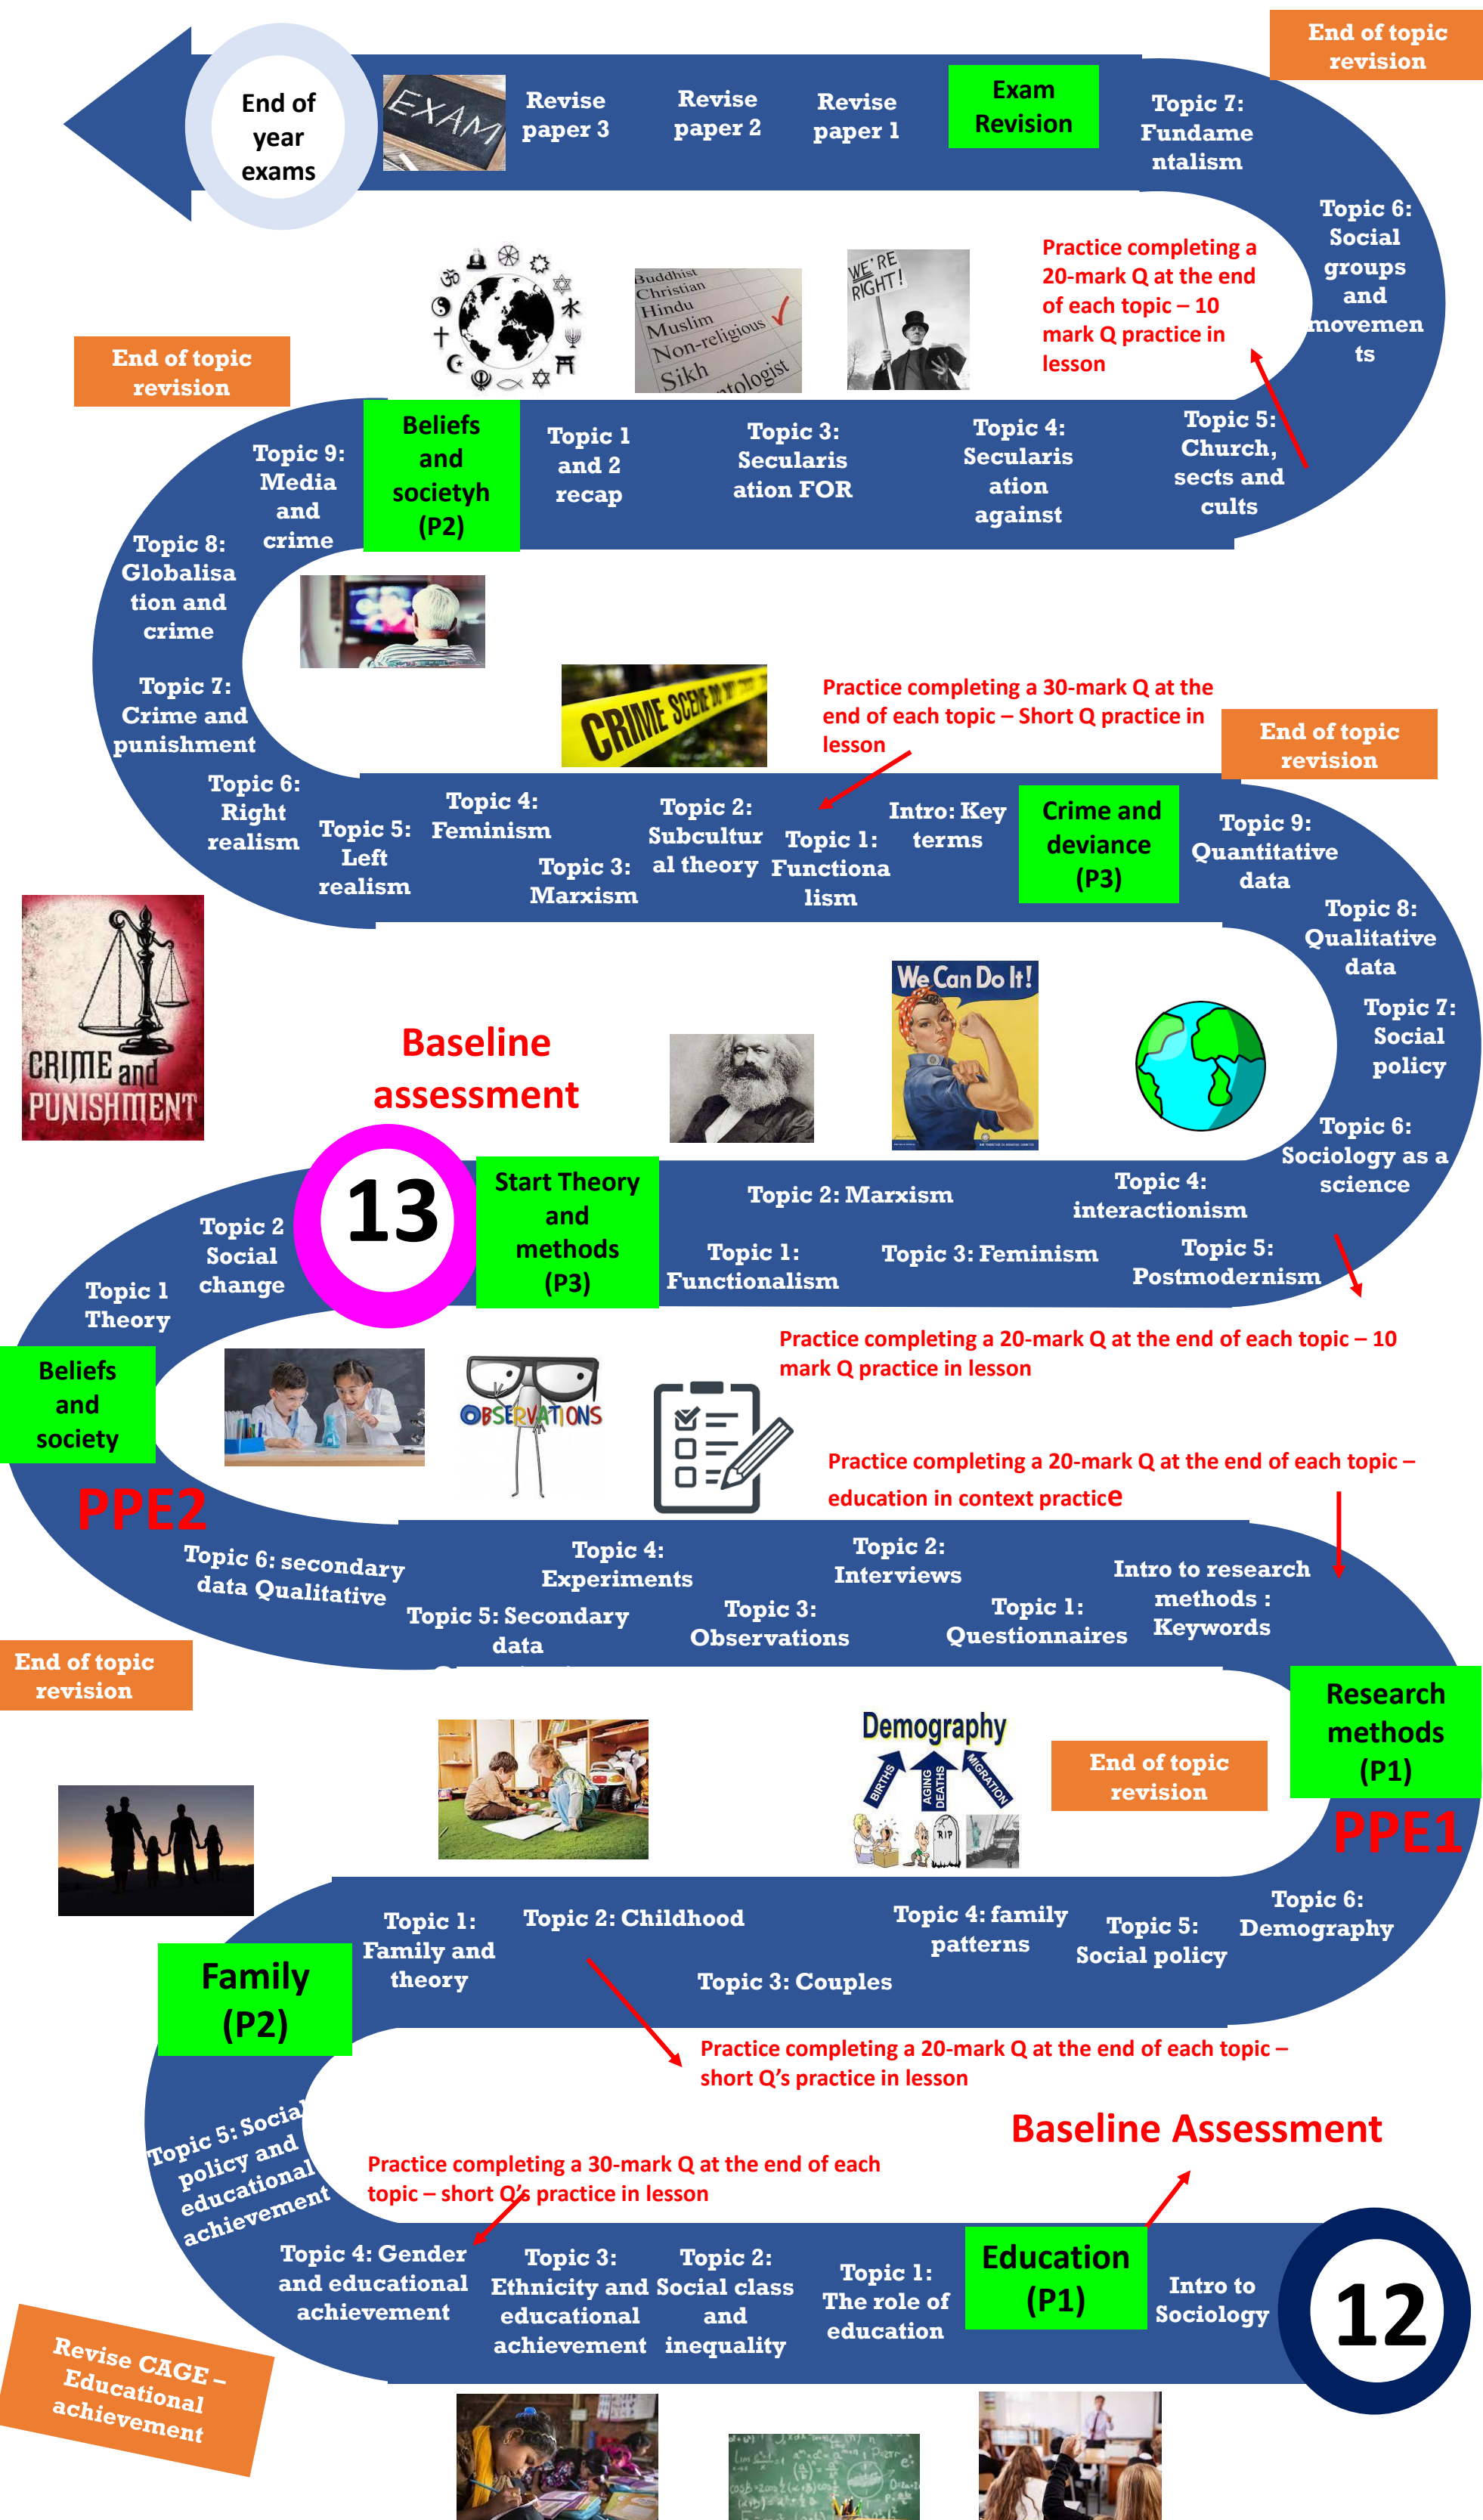 End of topic
revision
End of
year
exams
EXAM
Revise
paper 3
Revise
paper 2
Revise
paper 1
Exam
Revision
Topic 7:
Fundame
ntalism
Topic 6:
Social
groups
and
movemen
ts
Practice completing a
20-mark Q at the end
of each topic – 10
mark Q practice in
lesson
WE'RE
RIGHT!
Buddhist
Christian
Hindu
Muslim
Non-religious
Sikh
ntologist
End of topic
revision
Topic 9:
Media
and
crime
Beliefs
and
societyh
(P2)
Topic 1
and 2
recap
Topic 3:
Secularis
ation FOR
Topic 4:
Secularis
ation
against
Topic 5:
Church,
sects and
cults
Topic 8:
Globalisa
tion and
crime
Topic 7:
Crime and
punishment
CRIME SCENE DO NOT CROSS
Practice completing a 30-mark Q at the
end of each topic – Short Q practice in
lesson
End of topic
revision
Topic 6:
Right
realism
Topic 5:
Left
realism
Topic 4:
Feminism
Topic 3:
Marxism
Topic 2:
Subcultur
al theory
Topic 1:
Functiona
lism
Intro: Key
terms
Crime and
deviance
(P3)
Topic 9:
Quantitative
data
Topic 8:
Qualitative
data
Topic 7:
Social
policy
Topic 6:
Sociology as a
science
CRIME and
PUNISHMENT
Baseline
assessment
We Can Do It!
Topic 1
Theory
Topic 2
Social
change
13
Start Theory
and
methods
(P3)
Topic 1:
Functionalism
Topic 2: Marxism
Topic 3: Feminism
Topic 4:
interactionism
Topic 5:
Postmodernism
Practice completing a 20-mark Q at the end of each topic – 10
mark Q practice in lesson
Beliefs
and
society
OBSERVATIONS
Practice completing a 20-mark Q at the end of each topic –
education in context practice
PPE2
Topic 6: secondary
data Qualitative
Topic 5: Secondary
data
Topic 4:
Experiments
Topic 3:
Observations
Topic 2:
Interviews
Topic 1:
Questionnaires
Intro to research
methods :
Keywords
End of topic
revision
Research
methods
(P1)
PPE1
Demography
BIRTHS
AGING
DEATHS
MIGRATION
RIP
End of topic
revision
Family
(P2)
Topic 1:
Family and
theory
Topic 2: Childhood
Topic 3: Couples
Topic 4: family
patterns
Topic 5:
Social policy
Topic 6:
Demography
Practice completing a 20-mark Q at the end of each topic –
short Q's practice in lesson
Baseline Assessment
Topic 5: Social
policy and
educational
achievement
Practice completing a 30-mark Q at the end of each
topic – short Q's practice in lesson
Topic 4: Gender
and educational
achievement
Topic 3:
Ethnicity and
educational
achievement
Topic 2:
Social class
and
inequality
Topic 1:
The role of
education
Education
(P1)
Intro to
Sociology
12
Revise CAGE –
Educational
achievement